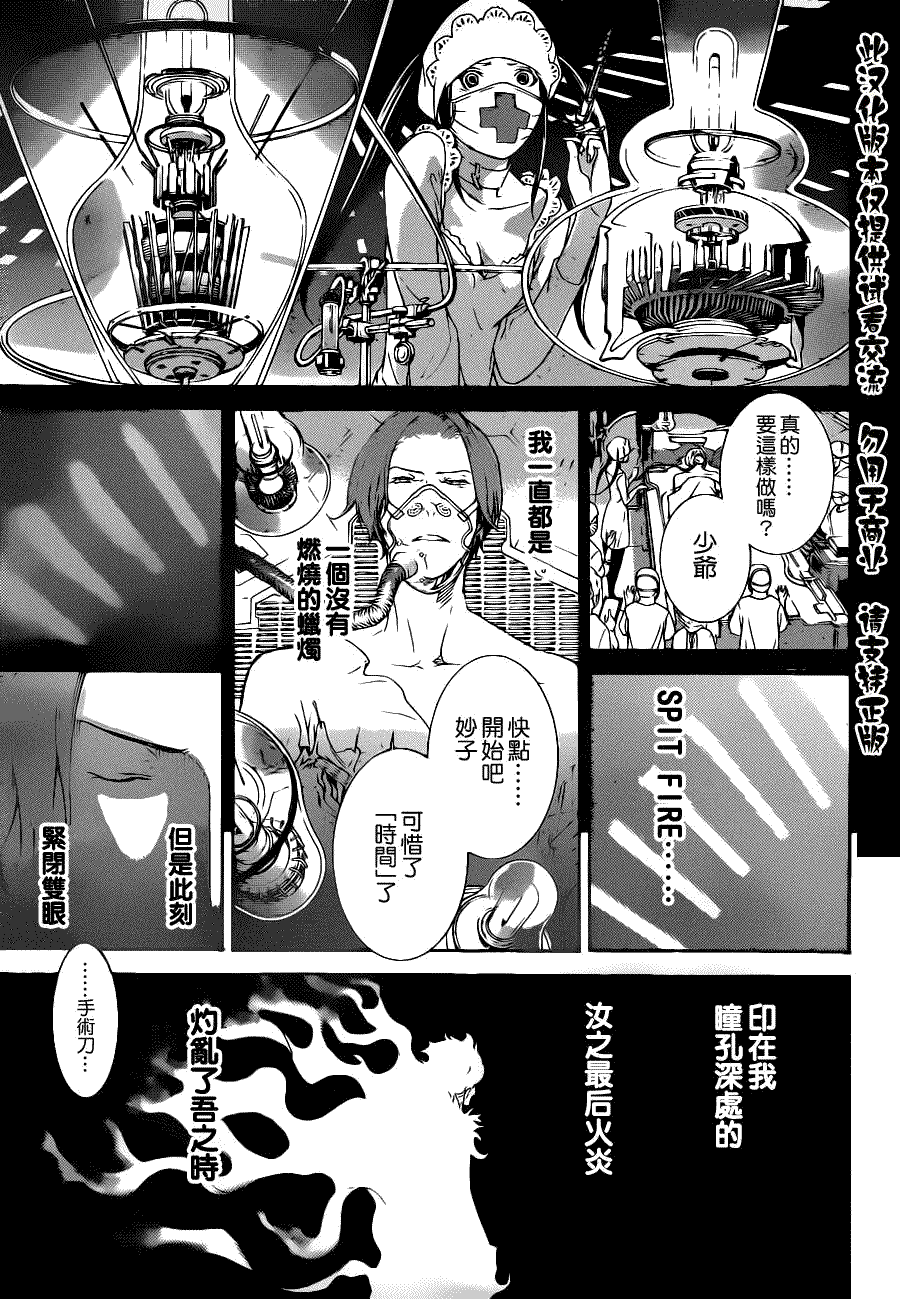 此汉化版本仅提供试看交流 勿用于商业 请支持正版
真的……
要這樣做嗎?
少爺
我一直都是
一個沒有
燃燒的蠟燭
SPIT FIRE……
快點……
開始吧
妙子
可惜了
「時間」了
但是此刻
緊閉雙眼
……手術刀…
印在我
瞳孔深處的
汝之最后火炎
灼亂了吾之時